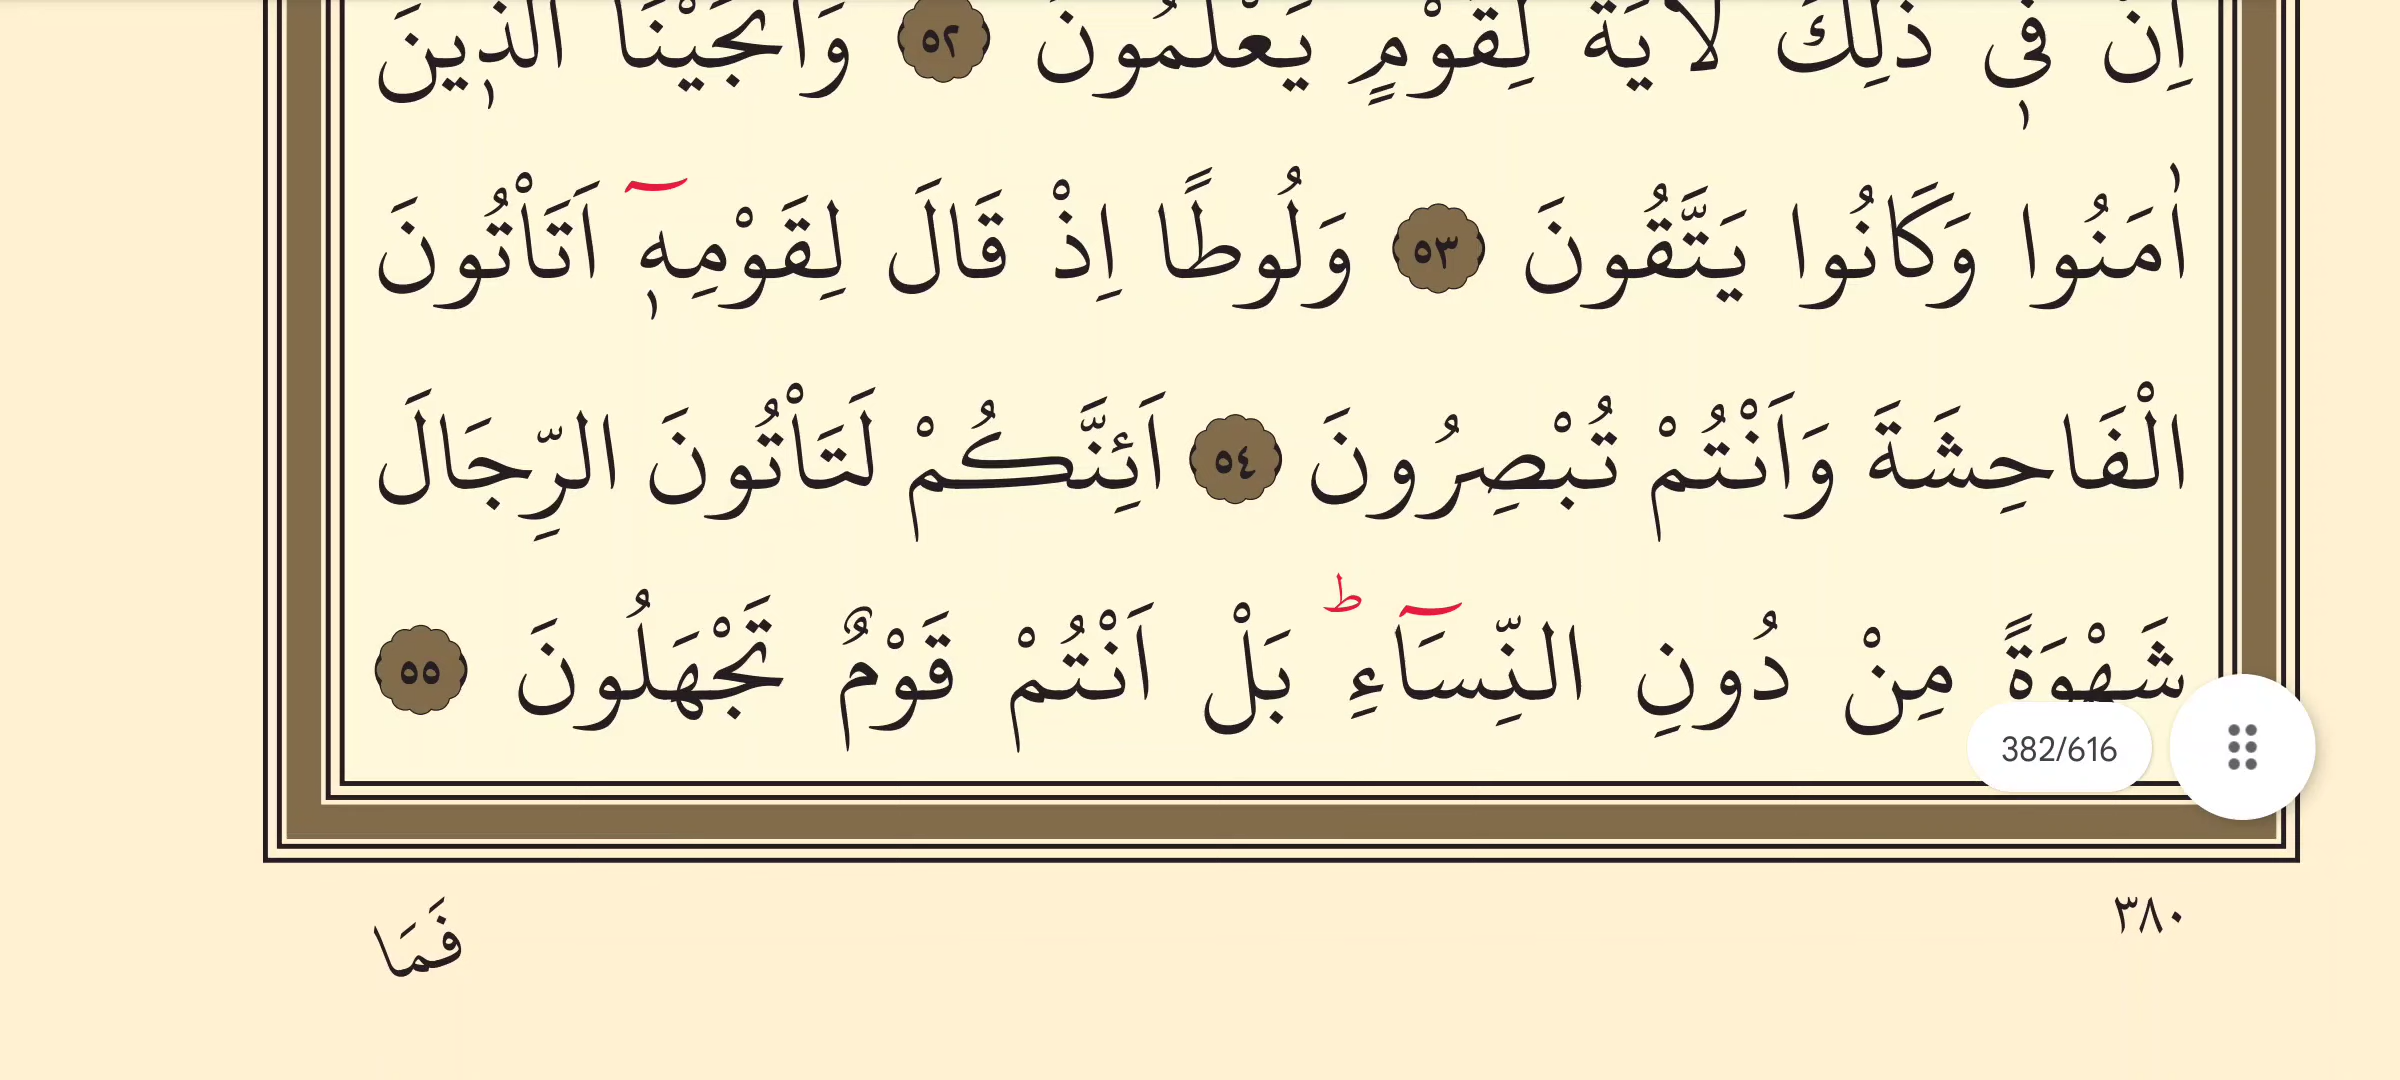 اِنَّ ف۪ي ذٰلِكَ لَاٰيَةً لِقَوْمٍ يَعْلَمُونَ ٥٢ وَاَنْجَيْنَا الَّذ۪ينَ
اٰمَنُوا وَكَانُوا يَتَّقُونَ ٥٣ وَلُوطًا اِذْ قَالَ لِقَوْمِه۪ٓ اَتَأْتُونَ
الْفَاحِشَةَ وَاَنْتُمْ تُبْصِرُونَ ٥٤ اَئِنَّكُمْ لَتَأْتُونَ الرِّجَالَ
شَهْوَةً مِنْ دُونِ النِّسَٓاءِ ط بَلْ اَنْتُمْ قَوْمٌ تَجْهَلُونَ ٥٥
382/616
٣٨٠
فَمَا